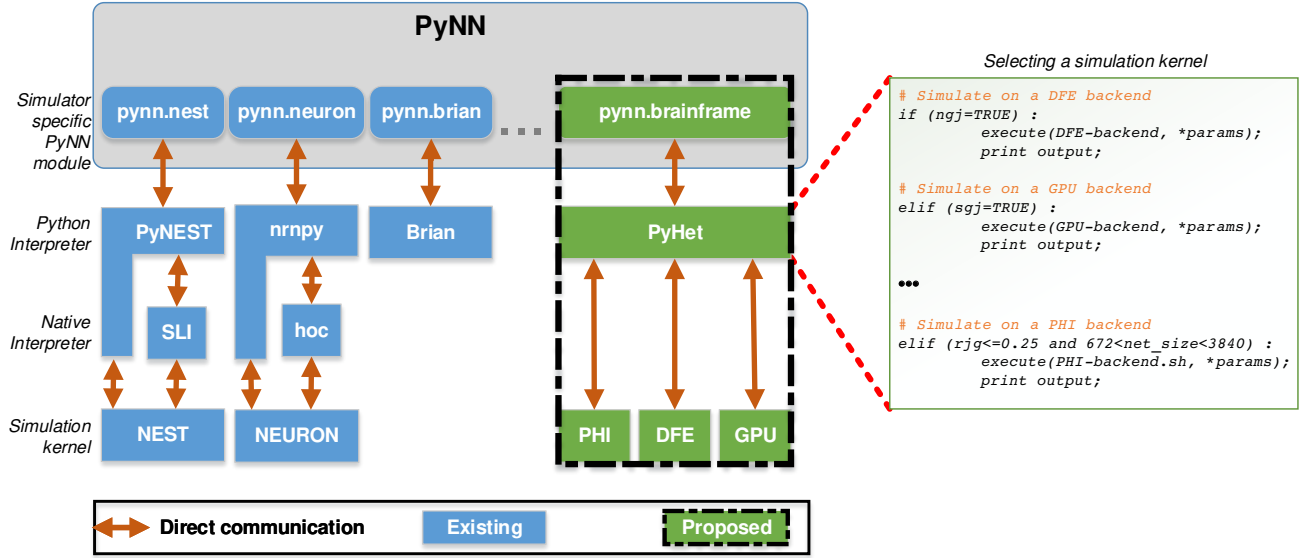 PyNN
Simulator
specific
PyNN
module
pynn.nest
pynn.neuron
pynn.brian
pynn.brainframe
Python
Interpreter
PyNEST
nrnpy
Brian
PyHet
Native
Interpreter
SLI
hoc
Simulation
kernel
NEST
NEURON
PHI
DFE
GPU
Direct communication
Existing
Proposed
Selecting a simulation kernel
# Simulate on a DFE backend
if (ngj=TRUE) :
execute(DFE-backend, *params);
print output;
# Simulate on a GPU backend
elif (sgj=TRUE) :
execute(GPU-backend, *params);
print output;
•••
# Simulate on a PHI backend
elif (rjg<=0.25 and 672<net_size<3840) :
execute(PHI-backend.sh, *params);
print output;